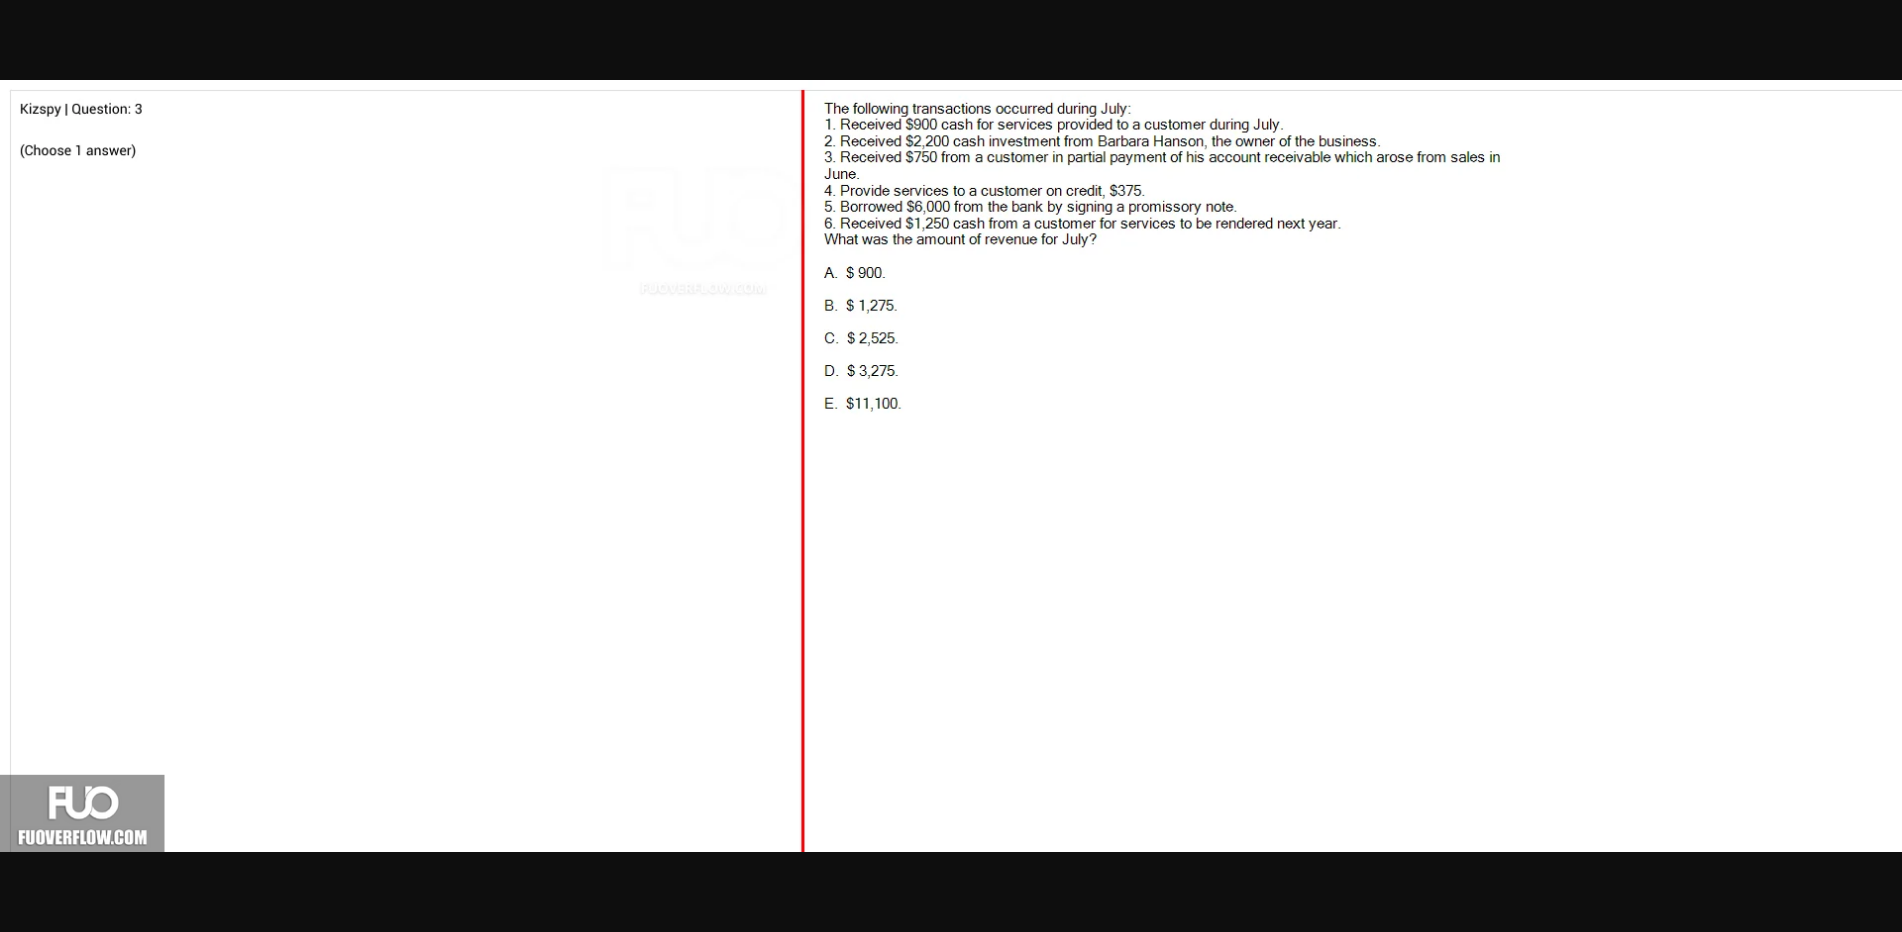 Kizspy | Question: 3
(Choose 1 answer)
The following transactions occurred during July:
1. Received $900 cash for services provided to a customer during July.
2. Received $2,200 cash investment from Barbara Hanson, the owner of the business.
3. Received $750 from a customer in partial payment of his account receivable which arose from sales in
June.
4. Provide services to a customer on credit, $375.
5. Borrowed $6,000 from the bank by signing a promissory note.
6. Received $1,250 cash from a customer for services to be rendered next year.
What was the amount of revenue for July?
A. $ 900.
B. $ 1,275.
C. $ 2,525.
D. $ 3,275.
E. $11,100.
FUO
FUOVERFLOW.COM
FUO
FUOVERFLOW.COM